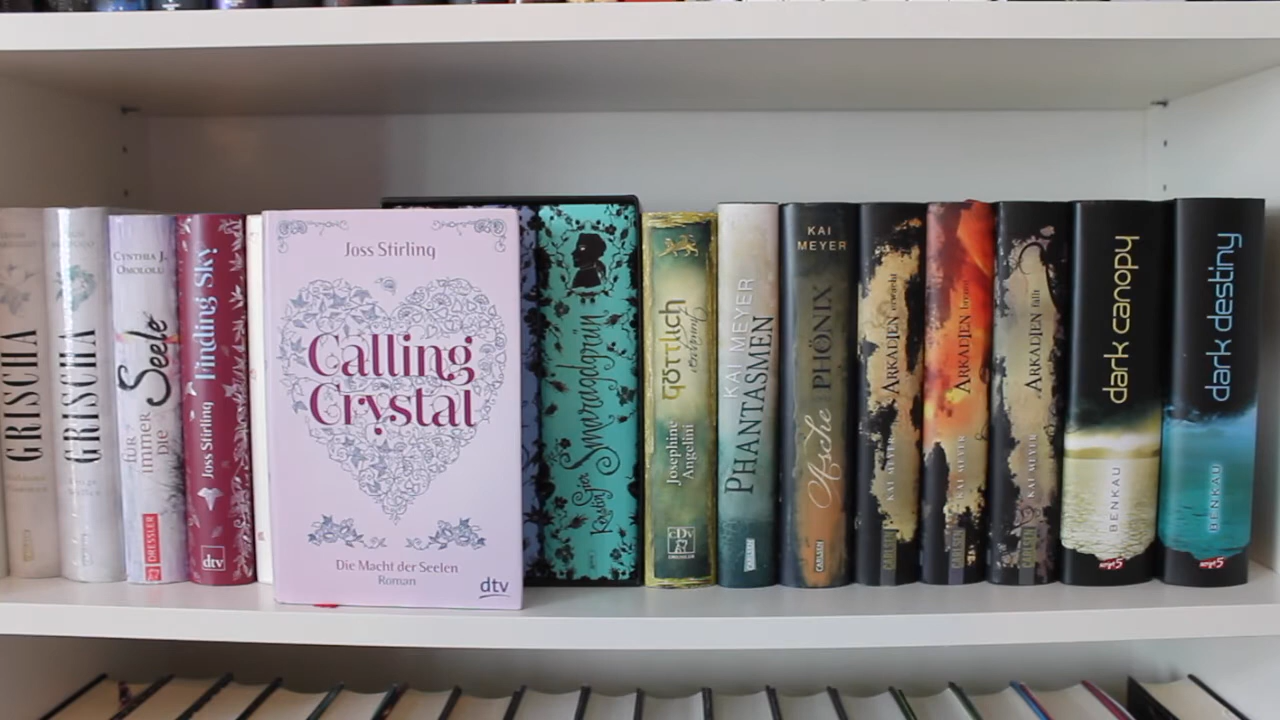 GRISCHA
GRISCHA
CYNTHIA J.
OMOLOLU
für
immer
DIE
Seele
DRESSLER
Joss Stirling
Finding Sky
dtv
Joss Stirling
Calling
Crystal
Die Macht der Seelen
Roman
dtv
Kerstin Gier
Smaragdgrün
Josephine
Angelini
göttlich
DRESSLER
KAI MEYER
PHANTASMEN
CARLSEN
KAI
MEYER
Asche PHÖNIX
CARLSEN
KAI MEYER
ARKADIEN erwacht
CARLSEN
KAI MEYER
ARKADIEN brennt
CARLSEN
KAI MEYER
ARKADIEN fällt
CARLSEN
dark canopy
BENKAU
dark destiny
BENKAU